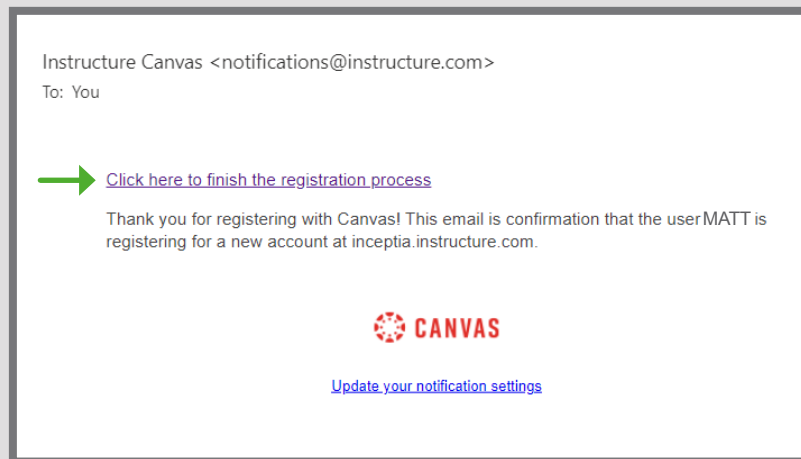 Instructure Canvas <notifications@instructure.com>
To: You
Click here to finish the registration process
Thank you for registering with Canvas! This email is confirmation that the user MATT is
registering for a new account at inceptia.instructure.com.
CANVAS
Update your notification settings